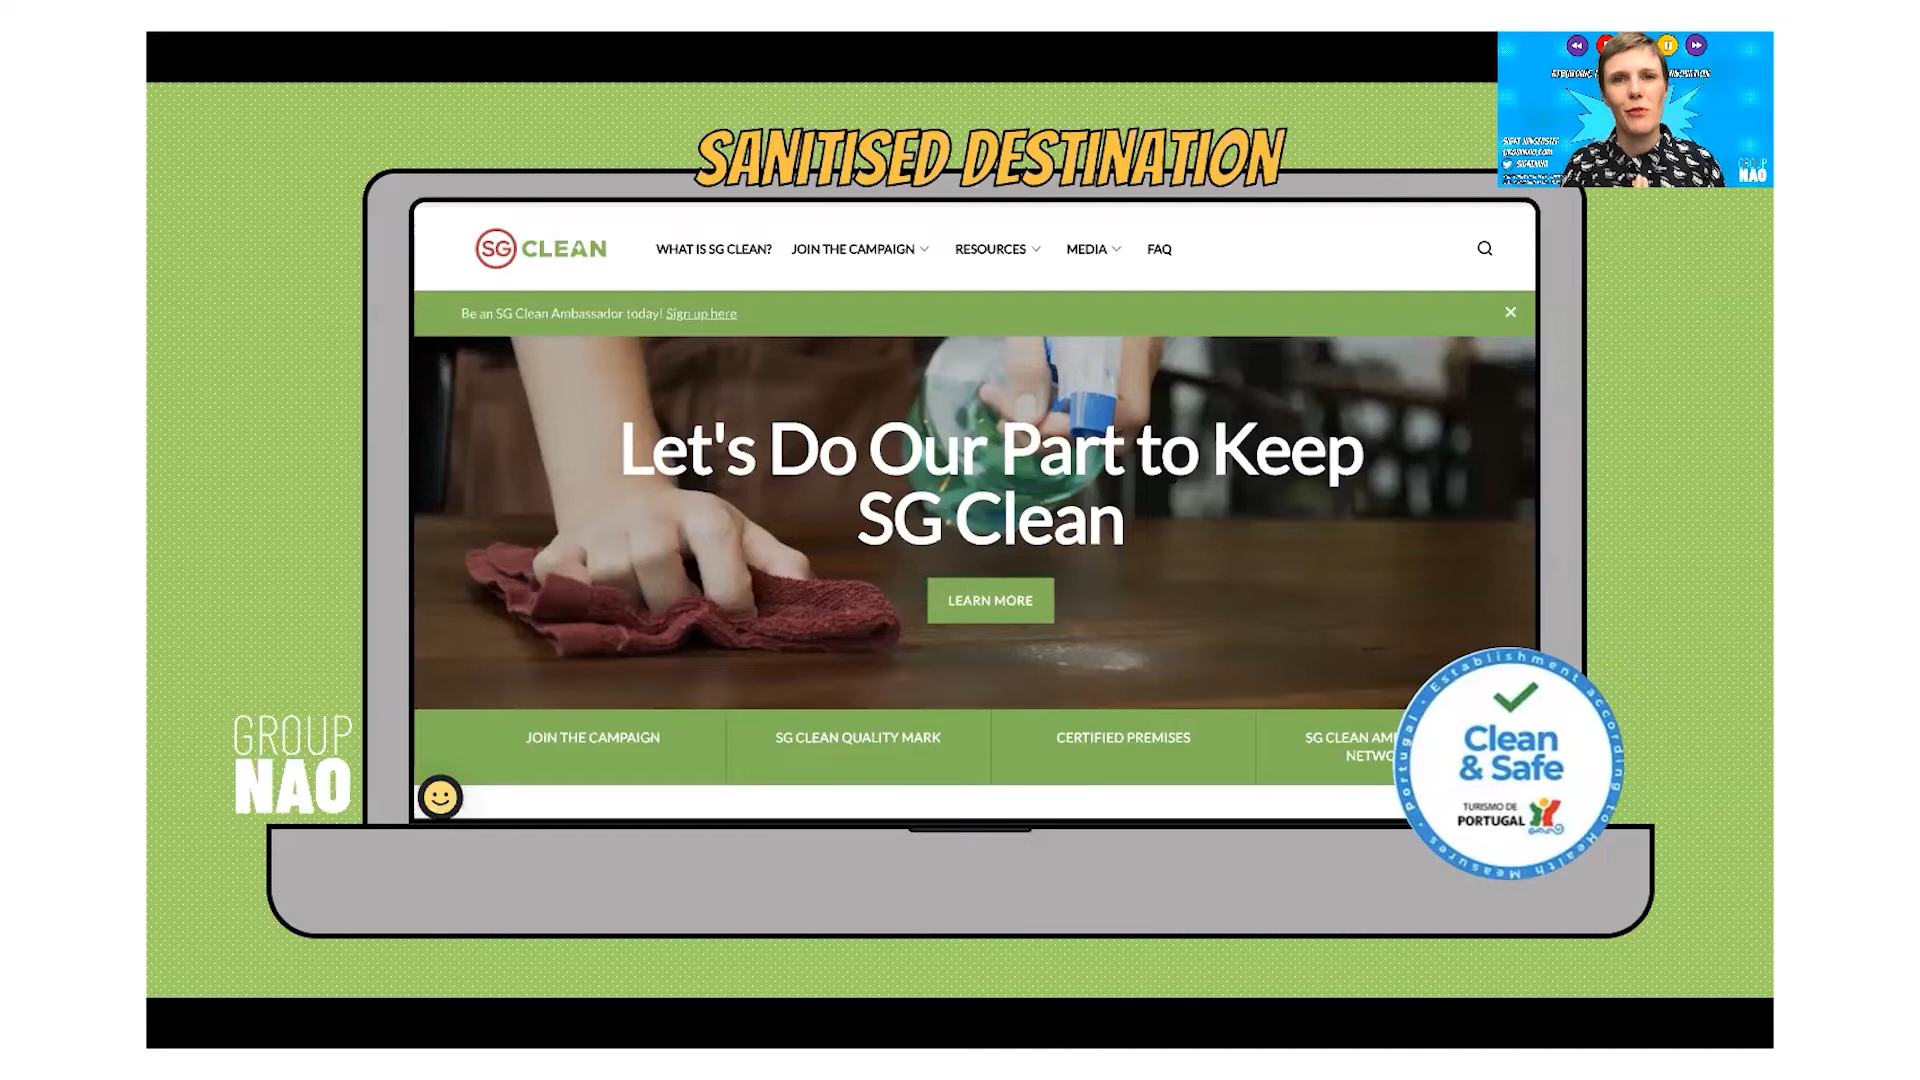 SANITISED DESTINATION
GROUP
NAO
SG CLEAN
WHAT IS SG CLEAN?
JOIN THE CAMPAIGN
RESOURCES
MEDIA
FAQ
Be an SG Clean Ambassador today! Sign up here
Let's Do Our Part to Keep
SG Clean
LEARN MORE
JOIN THE CAMPAIGN
SG CLEAN QUALITY MARK
CERTIFIED PREMISES
SG CLEAN
Portugal · Establishment according to Health Measures ·
Clean
& Safe
TURISMO DE
PORTUGAL
GROUP
NAO